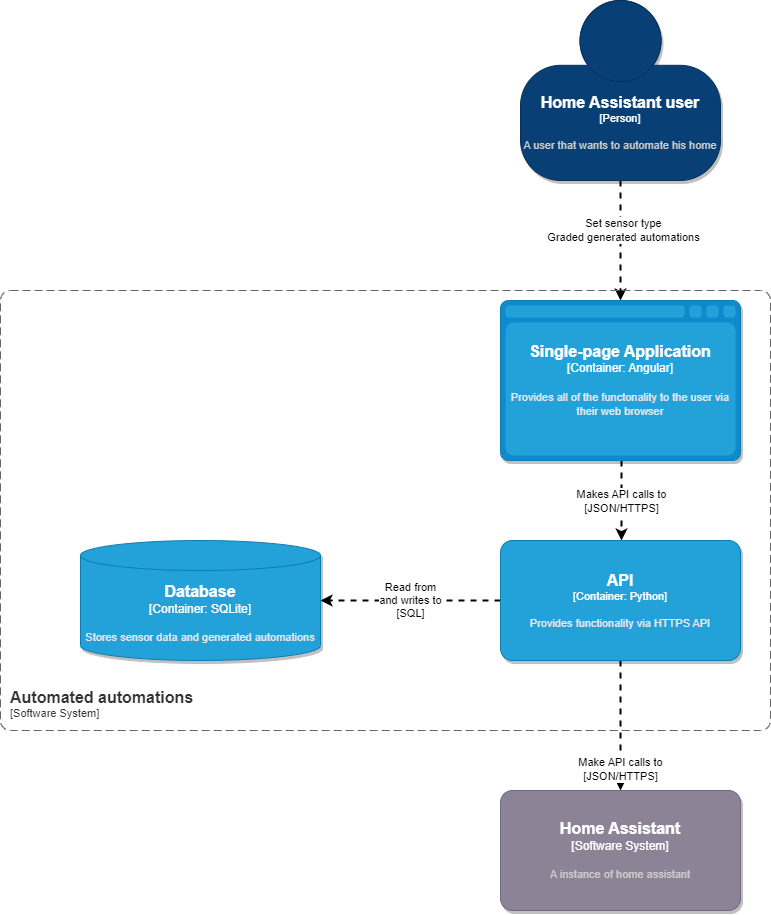 Home Assistant user
[Person]
A user that wants to automate his home
Set sensor type
Graded generated automations
Single-page Application
[Container: Angular]
Provides all of the functonality to the user via
their web browser
Makes API calls to
[JSON/HTTPS]
Database
[Container: SQLite]
Stores sensor data and generated automations
Read from
and writes to
[SQL]
API
[Container: Python]
Provides functionality via HTTPS API
Automated automations
[Software System]
Make API calls to
[JSON/HTTPS]
Home Assistant
[Software System]
A instance of home assistant